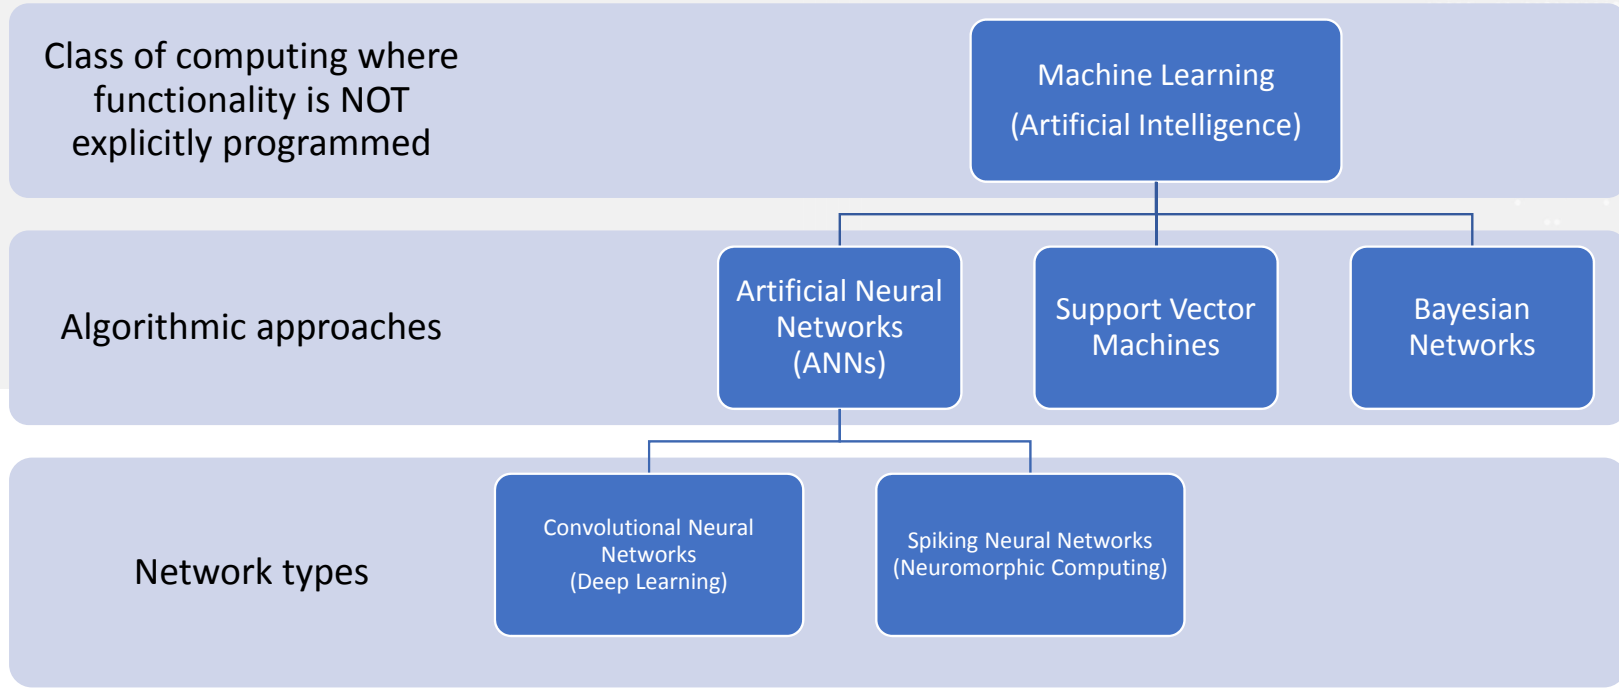 Class of computing where
functionality is NOT
explicitly programmed
Machine Learning
(Artificial Intelligence)
Algorithmic approaches
Artificial Neural
Networks
(ANNs)
Support Vector
Machines
Bayesian
Networks
Network types
Convolutional Neural
Networks
(Deep Learning)
Spiking Neural Networks
(Neuromorphic Computing)